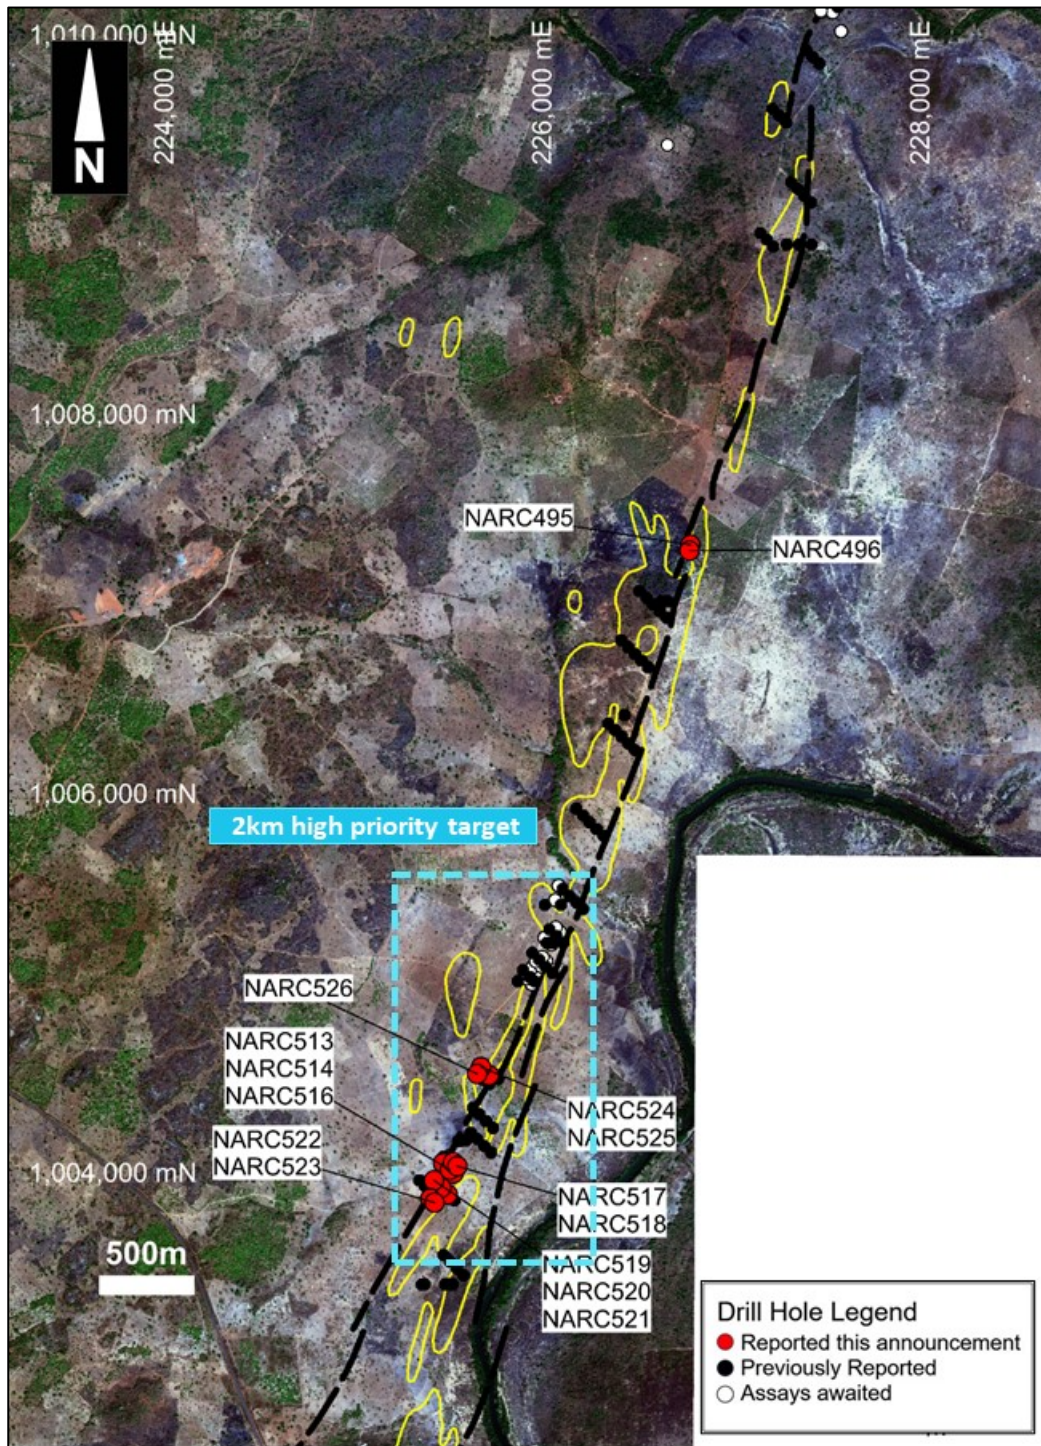 1,010,000 mN
N
224,000 mE
226,000 mE
228,000 mE
1,008,000 mN
NARC495
NARC496
1,006,000 mN
2km high priority target
NARC526
NARC513
NARC514
NARC516
NARC524
NARC525
NARC522
NARC523
1,004,000 mN
NARC517
NARC518
500m
NARC519
NARC520
NARC521
Drill Hole Legend
Reported this announcement
Previously Reported
Assays awaited